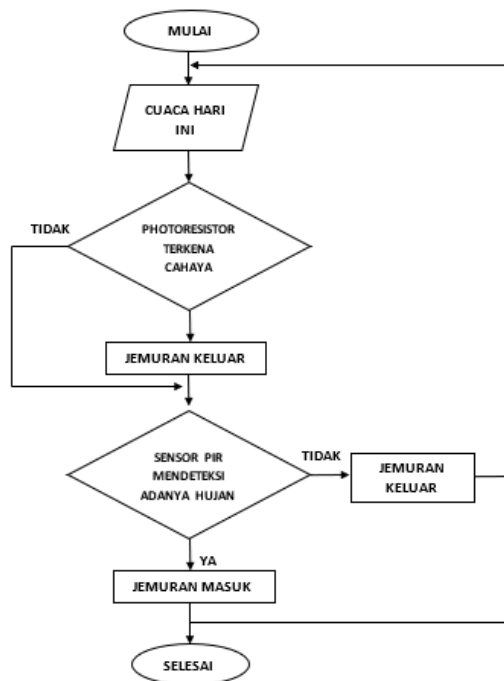 MULAI
CUACA HARI
INI
TIDAK
PHOTORESISTOR
TERKENA
CAHAYA
JEMURAN KELUAR
SENSOR PIR
MENDETEKSI
ADANYA HUJAN
TIDAK
JEMURAN
KELUAR
YA
JEMURAN MASUK
SELESAI